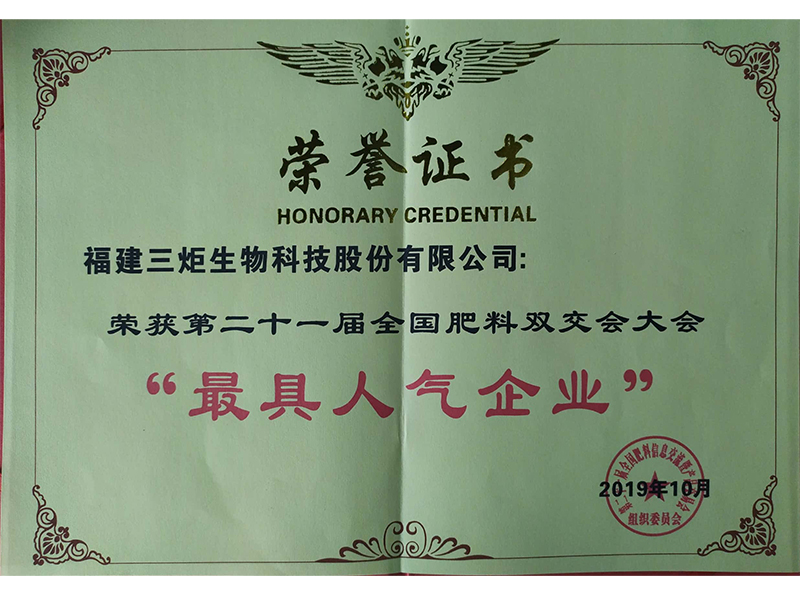 荣誉证书
HONORARY CREDENTIAL
福建三炬生物科技股份有限公司:
荣获第二十一届全国肥料双交会大会
“最具人气企业”
2019年10月
组织委员会